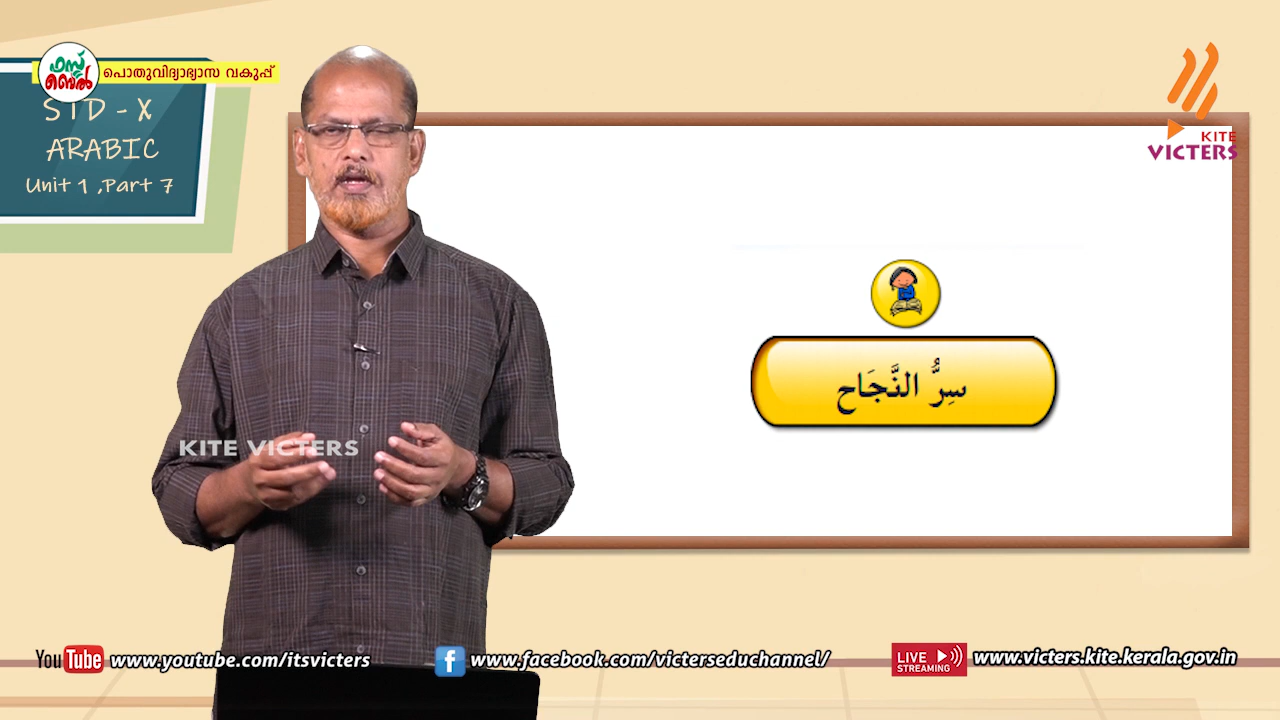 ഫസ്റ്റ്
ബെൽ
പൊതുവിദ്യാഭ്യാസ വകുപ്പ്
STD - X
ARABIC
Unit 1 ,Part 7
KITE
VICTERS
سِرُّ النَّجَاح
KITE VICTERS
YouTube www.youtube.com/itsvicters
f www.facebook.com/victerseduchannel/
LIVE
STREAMING
www.victers.kite.kerala.gov.in